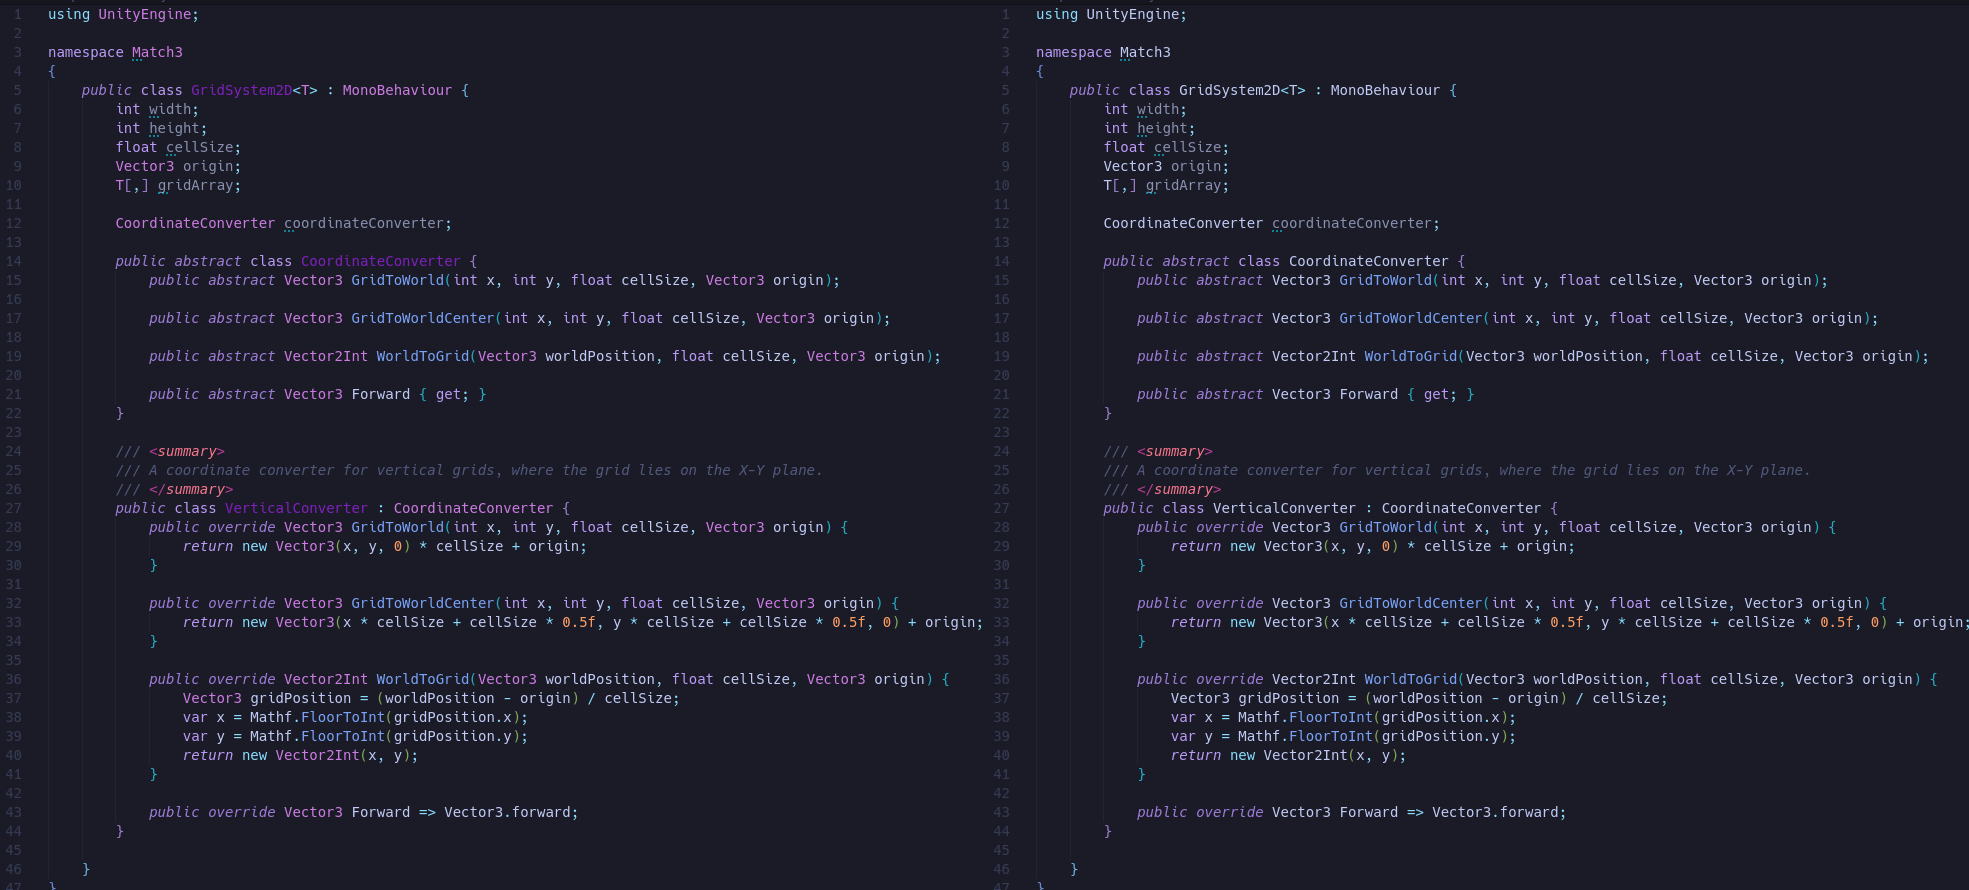 1 using UnityEngine;
2
3 namespace Match3
4 {
5 public class GridSystem2D<T> : MonoBehaviour {
6 int width;
7 int height;
8 float cellSize;
9 Vector3 origin;
10 T[,] gridArray;
11
12 CoordinateConverter coordinateConverter;
13
14 public abstract class CoordinateConverter {
15 public abstract Vector3 GridToWorld(int x, int y, float cellSize, Vector3 origin);
16
17 public abstract Vector3 GridToWorldCenter(int x, int y, float cellSize, Vector3 origin);
18
19 public abstract Vector2Int WorldToGrid(Vector3 worldPosition, float cellSize, Vector3 origin);
20
21 public abstract Vector3 Forward { get; }
22 }
23
24 /// <summary>
25 /// A coordinate converter for vertical grids, where the grid lies on the X-Y plane.
26 /// </summary>
27 public class VerticalConverter : CoordinateConverter {
28 public override Vector3 GridToWorld(int x, int y, float cellSize, Vector3 origin) {
29 return new Vector3(x, y, 0) * cellSize + origin;
30 }
31
32 public override Vector3 GridToWorldCenter(int x, int y, float cellSize, Vector3 origin) {
33 return new Vector3(x * cellSize + cellSize * 0.5f, y * cellSize + cellSize * 0.5f, 0) + origin;
34 }
35
36 public override Vector2Int WorldToGrid(Vector3 worldPosition, float cellSize, Vector3 origin) {
37 Vector3 gridPosition = (worldPosition - origin) / cellSize;
38 var x = Mathf.FloorToInt(gridPosition.x);
39 var y = Mathf.FloorToInt(gridPosition.y);
40 return new Vector2Int(x, y);
41 }
42
43 public override Vector3 Forward => Vector3.forward;
44 }
45
46 }
47 }
1 using UnityEngine;
2
3 namespace Match3
4 {
5 public class GridSystem2D<T> : MonoBehaviour {
6 int width;
7 int height;
8 float cellSize;
9 Vector3 origin;
10 T[,] gridArray;
11
12 CoordinateConverter coordinateConverter;
13
14 public abstract class CoordinateConverter {
15 public abstract Vector3 GridToWorld(int x, int y, float cellSize, Vector3 origin);
16
17 public abstract Vector3 GridToWorldCenter(int x, int y, float cellSize, Vector3 origin);
18
19 public abstract Vector2Int WorldToGrid(Vector3 worldPosition, float cellSize, Vector3 origin);
20
21 public abstract Vector3 Forward { get; }
22 }
23
24 /// <summary>
25 /// A coordinate converter for vertical grids, where the grid lies on the X-Y plane.
26 /// </summary>
27 public class VerticalConverter : CoordinateConverter {
28 public override Vector3 GridToWorld(int x, int y, float cellSize, Vector3 origin) {
29 return new Vector3(x, y, 0) * cellSize + origin;
30 }
31
32 public override Vector3 GridToWorldCenter(int x, int y, float cellSize, Vector3 origin) {
33 return new Vector3(x * cellSize + cellSize * 0.5f, y * cellSize + cellSize * 0.5f, 0) + origin;
34 }
35
36 public override Vector2Int WorldToGrid(Vector3 worldPosition, float cellSize, Vector3 origin) {
37 Vector3 gridPosition = (worldPosition - origin) / cellSize;
38 var x = Mathf.FloorToInt(gridPosition.x);
39 var y = Mathf.FloorToInt(gridPosition.y);
40 return new Vector2Int(x, y);
41 }
42
43 public override Vector3 Forward => Vector3.forward;
44 }
45
46 }
47 }